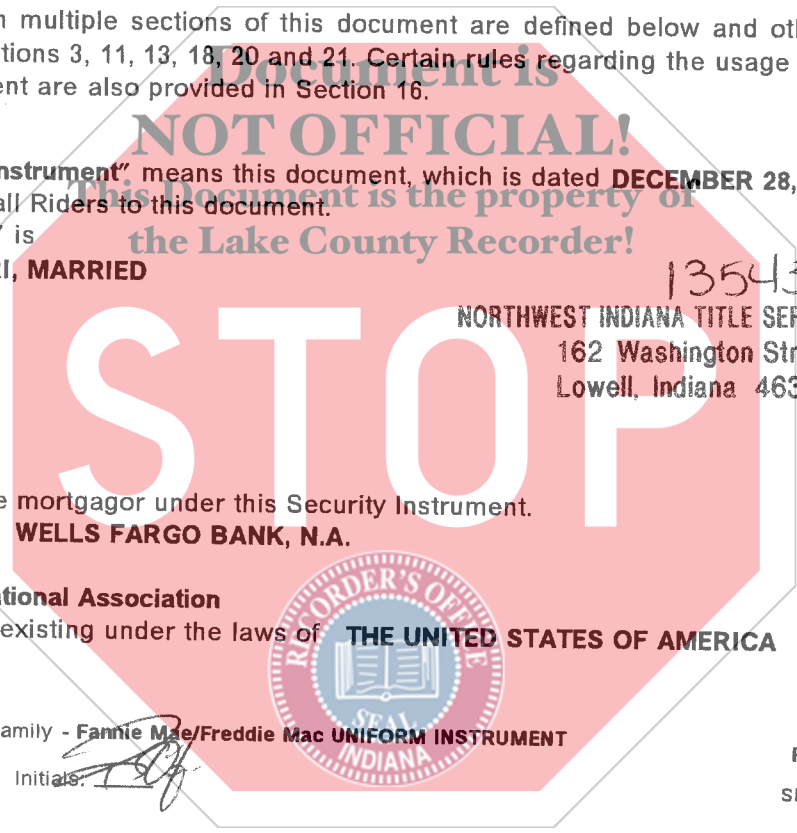 n multiple sections of this document are defined below and oth
tions 3, 11, 13, 18, 20 and 21. Certain rules regarding the usage
Document is
ent are also provided in Section 16.
NOT OFFICIAL!
nstrument" means this document, which is dated DECEMBER 28,
This Document is the property of
all Riders to this document.
" is
the Lake County Recorder!
RI, MARRIED
13543
NORTHWEST INDIANA TITLE SER
162 Washington Str
Lowell, Indiana 463
STOP
e mortgagor under this Security Instrument.
WELLS FARGO BANK, N.A.
tional Association
existing under the laws of THE UNITED STATES OF AMERICA
RECORDER'S OFFICE
SEAL
INDIANA
amily - Fannie Mae/Freddie Mac UNIFORM INSTRUMENT
Initials: